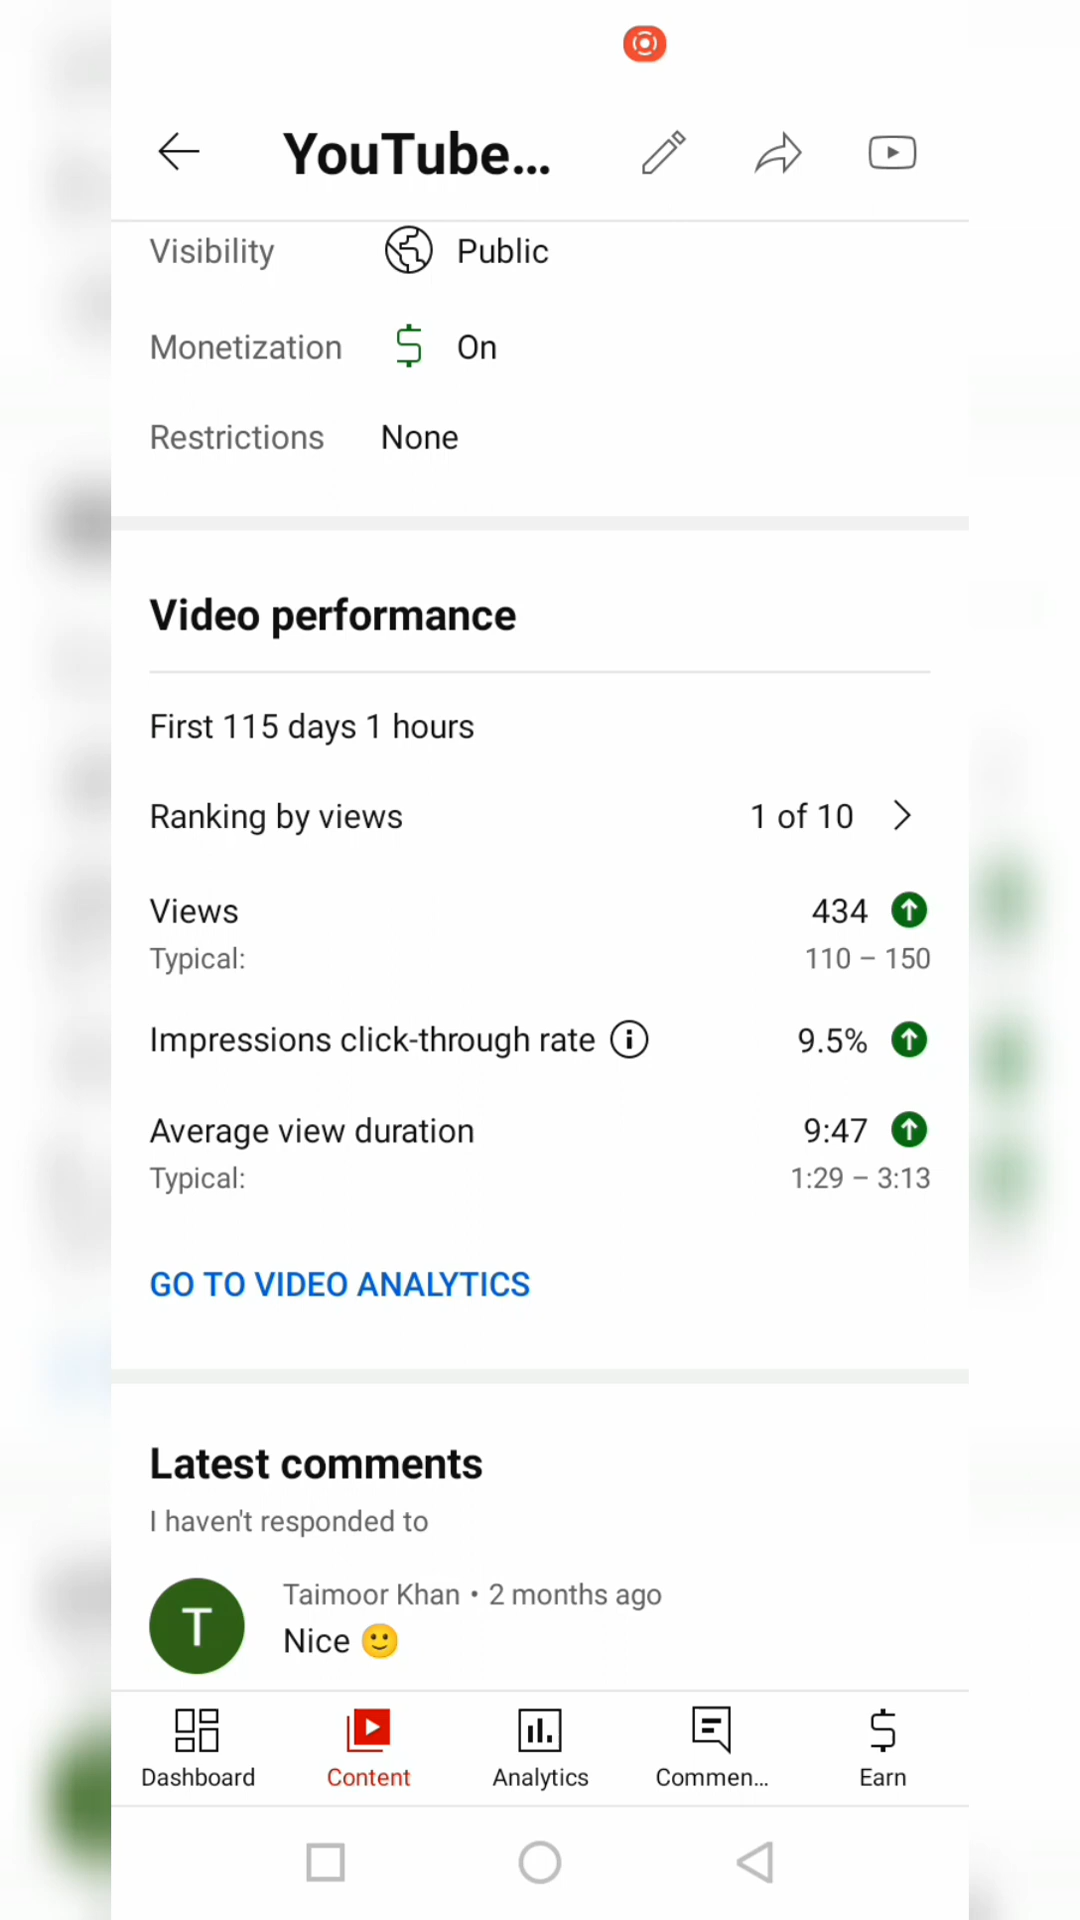 YouTube...
Visibility Public
Monetization On
Restrictions None
Video performance
First 115 days 1 hours
Ranking by views 1 of 10
Views 434
Typical: 110 – 150
Impressions click-through rate 9.5%
Average view duration 9:47
Typical: 1:29 – 3:13
GO TO VIDEO ANALYTICS
Latest comments
I haven't responded to
T
Taimoor Khan • 2 months ago
Nice 🙂
Dashboard Content Analytics Commen... Earn